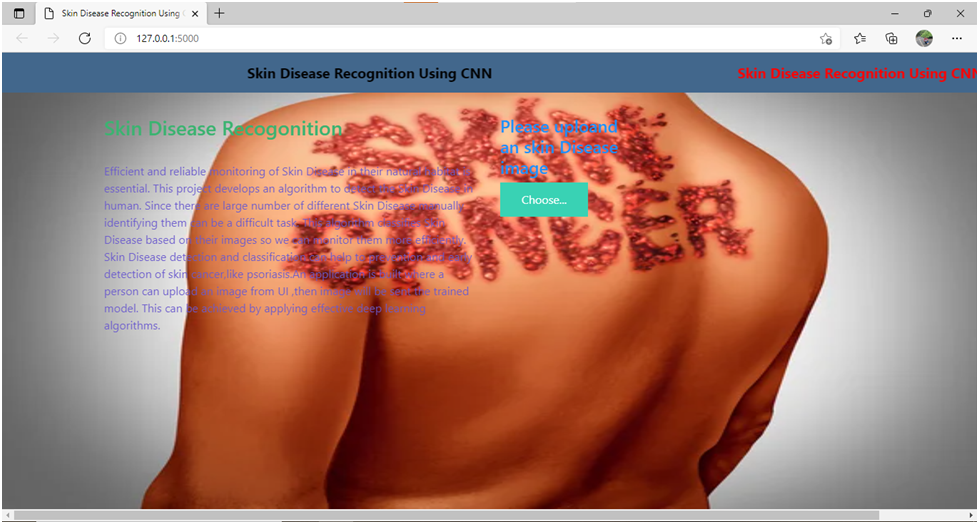 Skin Disease Recognition Using C
127.0.0.1:5000
Skin Disease Recognition Using CNN
Skin Disease Recognition Using CNN
SKIN
CANCER
Skin Disease Recogonition
Efficient and reliable monitoring of Skin Disease in their natural habitat is
essential. This project develops an algorithm to detect the Skin Disease in
human. Since there are large number of different Skin Disease manually
identifying them can be a difficult task. This algorithm classifies Skin
Disease based on their images so we can monitor them more efficiently.
Skin Disease detection and classification can help to prevention and early
detection of skin cancer,like psoriasis.An application is built where a
person can upload an image from UI ,then image will be sent the trained
model. This can be achieved by applying effective deep learning
algorithms.
Please uploand
an skin Disease
image
Choose...